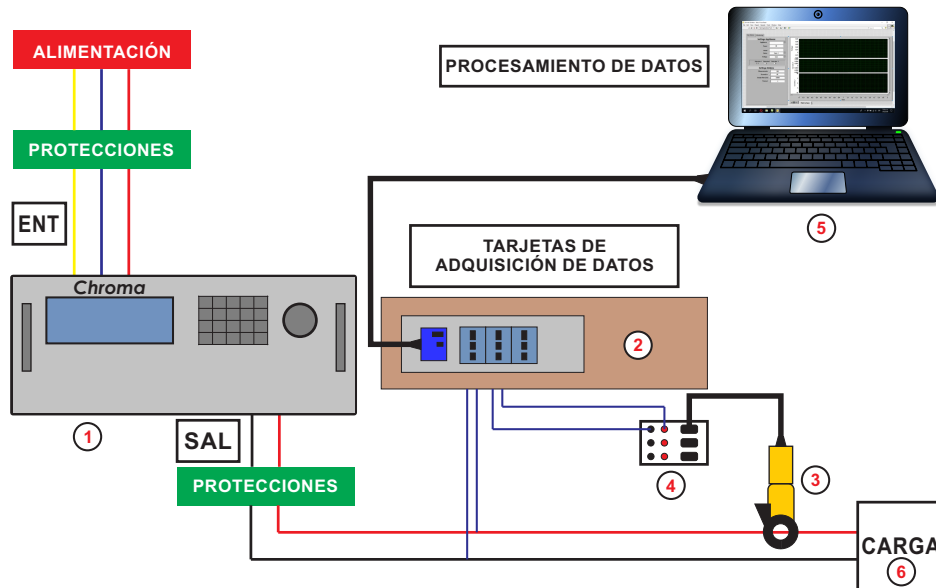 ALIMENTACIÓN
PROCESAMIENTO DE DATOS
PROTECCIONES
ENT
5
TARJETAS DE
ADQUISICIÓN DE DATOS
Chroma
2
1
SAL
PROTECCIONES
4
3
CARGA
6